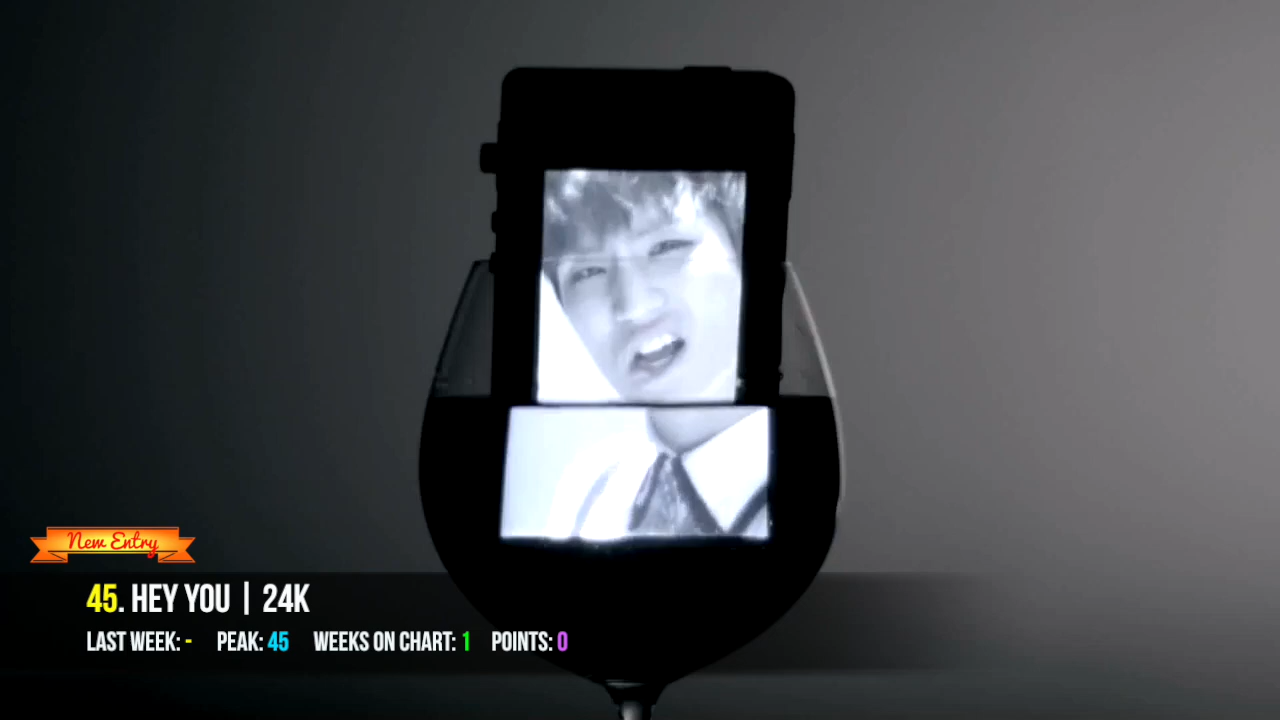 New Entry
45. HEY YOU | 24K
LAST WEEK: - PEAK: 45 WEEKS ON CHART: 1 POINTS: 0